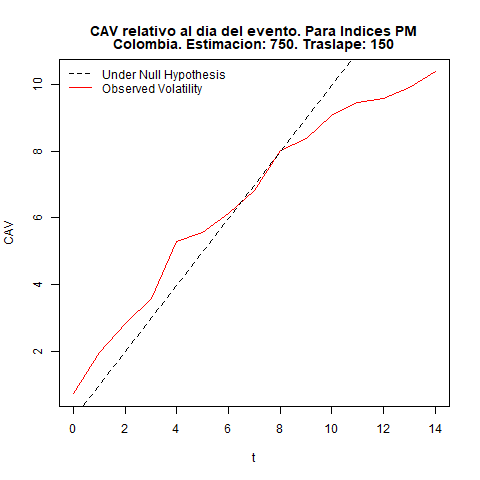 CAV relativo al dia del evento. Para Indices PM
Colombia. Estimacion: 750. Traslape: 150
Under Null Hypothesis
Observed Volatility
10
8
6
4
2
CAV
0 2 4 6 8 10 12 14
t